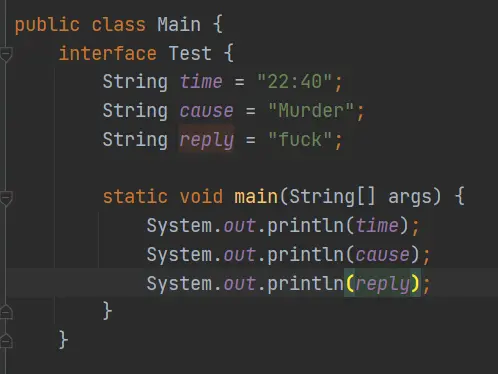 public class Main {
interface Test {
String time = "22:40";
String cause = "Murder";
String reply = "fuck";
static void main(String[] args) {
System.out.println(time);
System.out.println(cause);
System.out.println(reply);
}
}